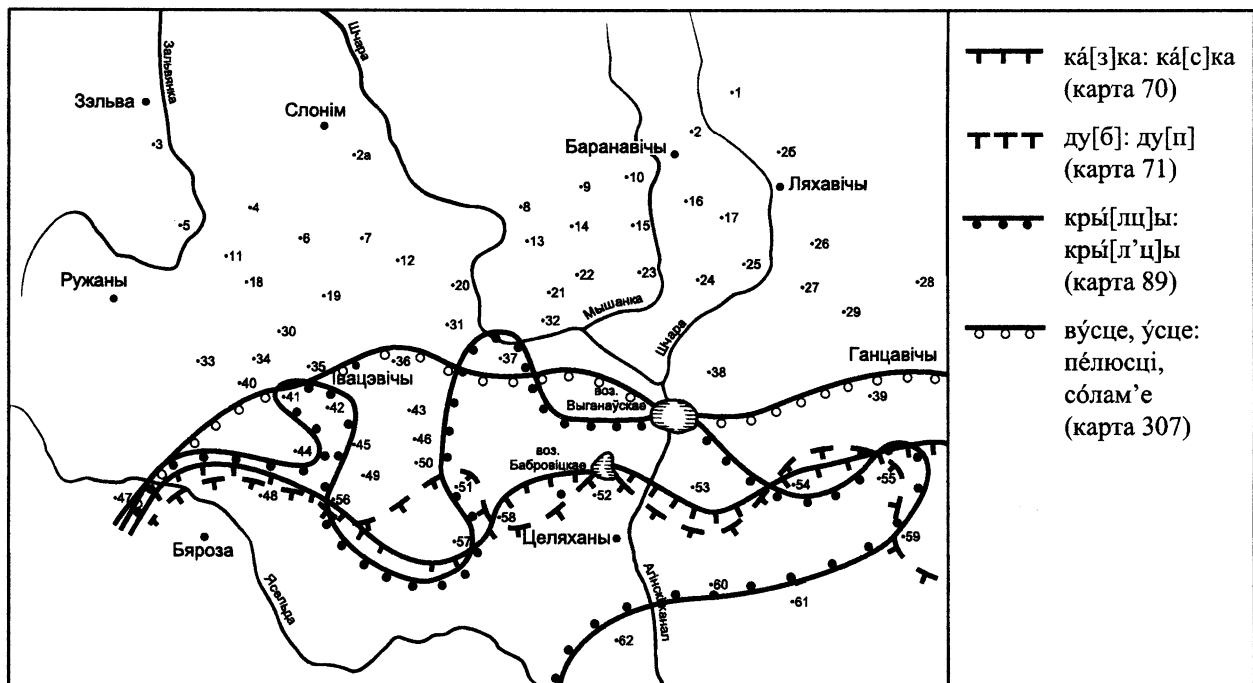 Зальвянка
Шчара
Зэльва
Слонім
Баранавічы
Ляхавічы
•1
•2
•2б
•3
•2а
•10
•9
•4
•8
•16
•17
•5
•6
•7
•13
•14
•15
•26
•11
•12
•18
•19
•20
•22
•23
•24
•25
•21
•27
•28
Ружаны
Мышанка
•29
•30
•31
•32
Шчара
•33
•34
•35
•36
•37
•38
Ганцавічы
Івацэвічы
•40
•41
•42
•43
воз.
Выганаўскае
•39
•44
•45
•46
воз.
Бабровіцкае
•47
•48
•49
•50
•51
•52
•53
•54
•55
•56
•57
•58
•59
Бяроза
Целяханы
Ясельда
Агінскі канал
•60
•61
•62
ка́[з]ка: ка́[с]ка
(карта 70)
ду[б]: ду[п]
(карта 71)
кры́[лц]ы:
кры́[л’ц]ы
(карта 89)
ву́сце, у́сце:
пе́люсці,
со́лам’е
(карта 307)